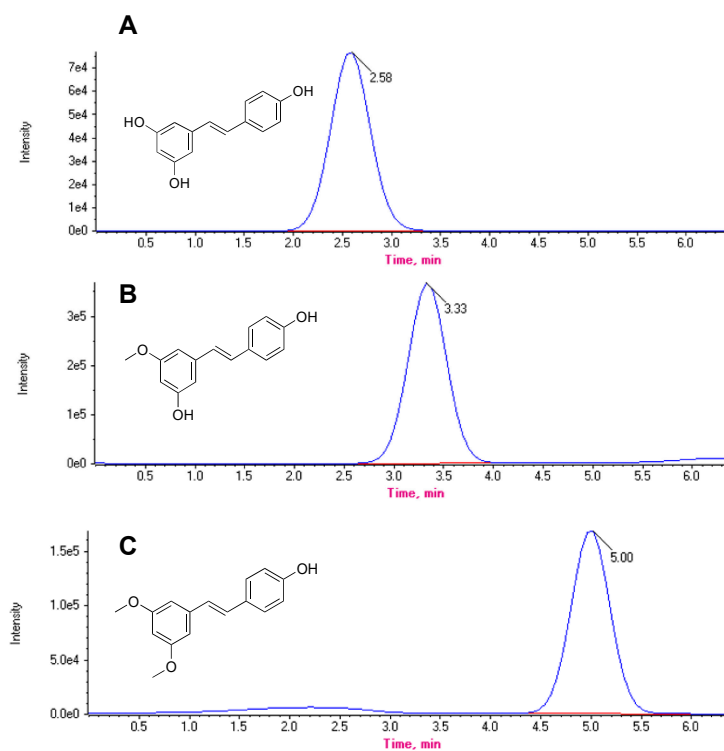 A
7e4
6e4
5e4
4e4
3e4
2e4
1e4
0e0
Intensity
2.58
OH
HO
OH
0.5 1.0 1.5 2.0 2.5 3.0 3.5 4.0 4.5 5.0 5.5 6.0
Time, min
B
3e5
2e5
1e5
0e0
Intensity
3.33
OH
O
OH
0.5 1.0 1.5 2.0 2.5 3.0 3.5 4.0 4.5 5.0 5.5 6.0
Time, min
C
1.5e5
1.0e5
5.0e4
0.0e0
Intensity
5.00
OH
O
O
0.5 1.0 1.5 2.0 2.5 3.0 3.5 4.0 4.5 5.0 5.5 6.0
Time, min